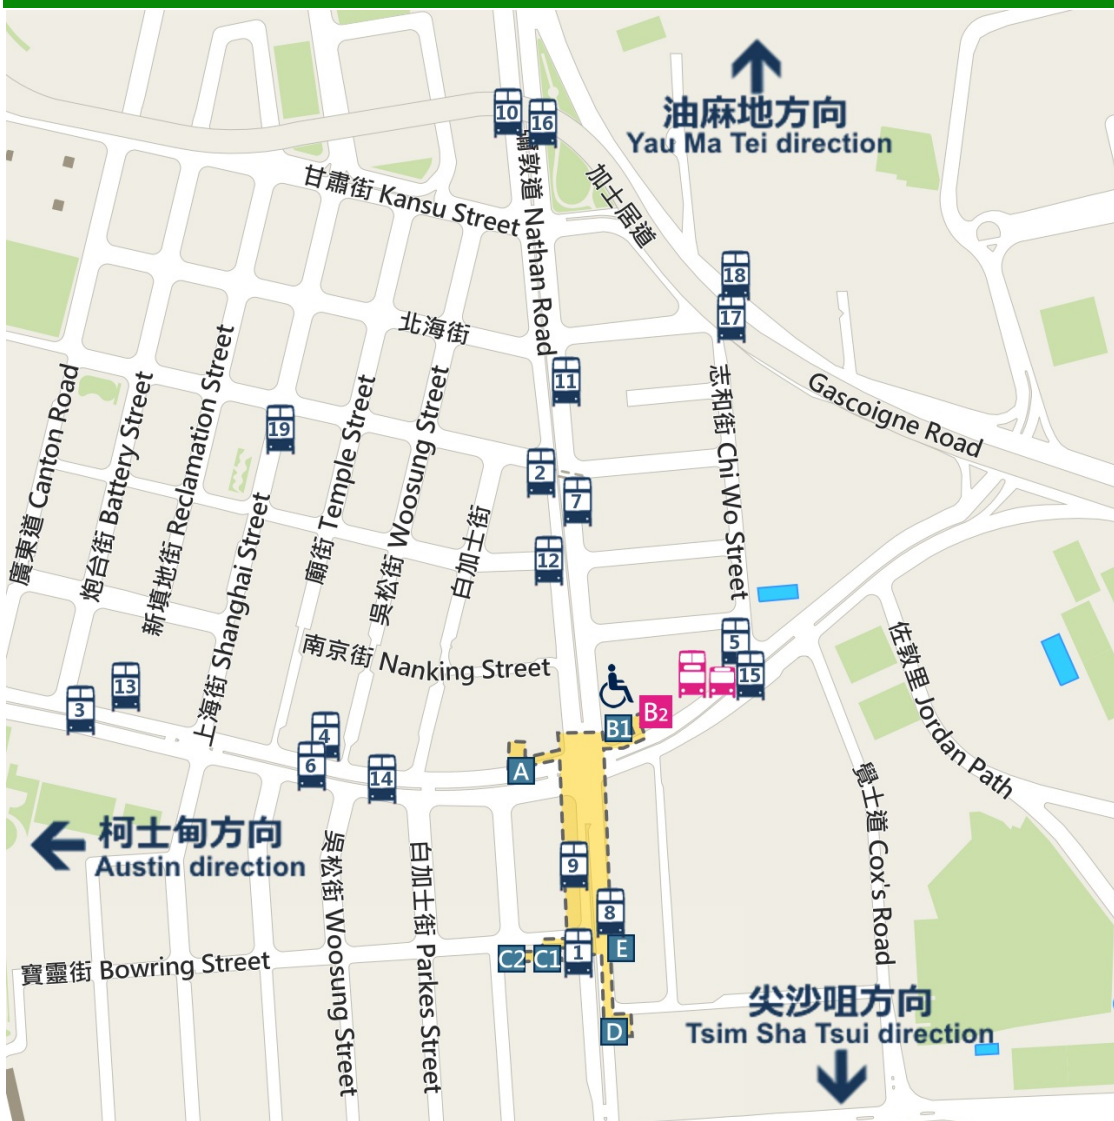 油麻地方向
Yau Ma Tei direction
10
16
彌敦道 Nathan Road
甘肅街 Kansu Street
加士居道
18
17
北海街
Gascoigne Road
11
志和街 Chi Wo Street
廣東道 Canton Road
炮台街 Battery Street
新填地街 Reclamation Street
19
上海街 Shanghai Street
廟街 Temple Street
吳松街 Woosung Street
白加士街
2
7
12
南京街 Nanking Street
5
15
佐敦里 Jordan Path
3
13
4
6
14
A
B1
B2
覺士道 Cox's Road
柯士甸方向
Austin direction
吳松街 Woosung Street
白加士街 Parkes Street
9
8
1
C2
C1
E
D
寶靈街 Bowring Street
尖沙咀方向
Tsim Sha Tsui direction